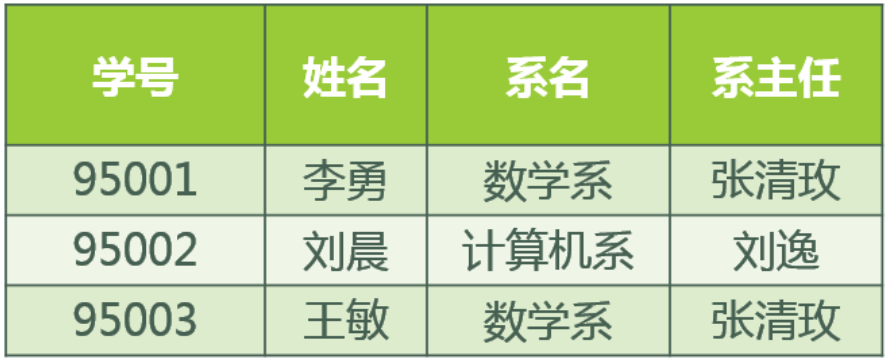 学号 姓名 系名 系主任
95001 李勇 数学系 张清玫
95002 刘晨 计算机系 刘逸
95003 王敏 数学系 张清玫